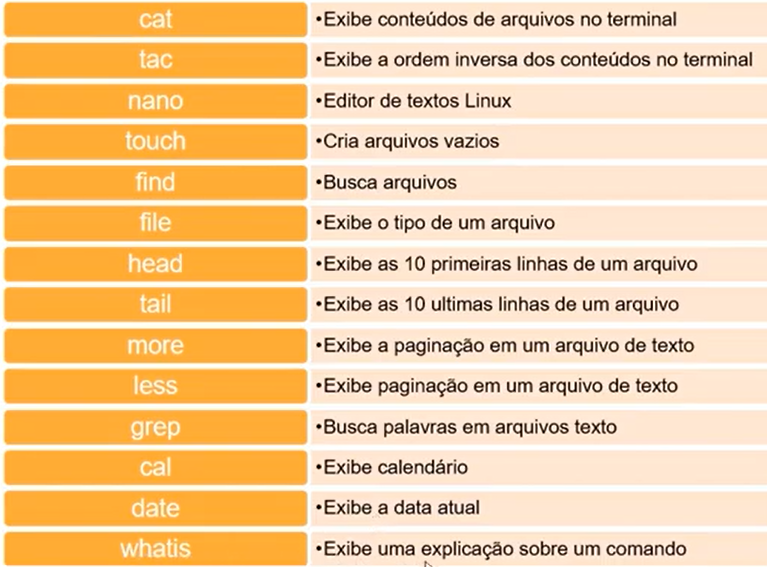 cat
•Exibe conteúdos de arquivos no terminal
tac
•Exibe a ordem inversa dos conteúdos no terminal
nano
•Editor de textos Linux
touch
•Cria arquivos vazios
find
•Busca arquivos
file
•Exibe o tipo de um arquivo
head
•Exibe as 10 primeiras linhas de um arquivo
tail
•Exibe as 10 ultimas linhas de um arquivo
more
•Exibe a paginação em um arquivo de texto
less
•Exibe paginação em um arquivo de texto
grep
•Busca palavras em arquivos texto
cal
•Exibe calendário
date
•Exibe a data atual
whatis
•Exibe uma explicação sobre um comando